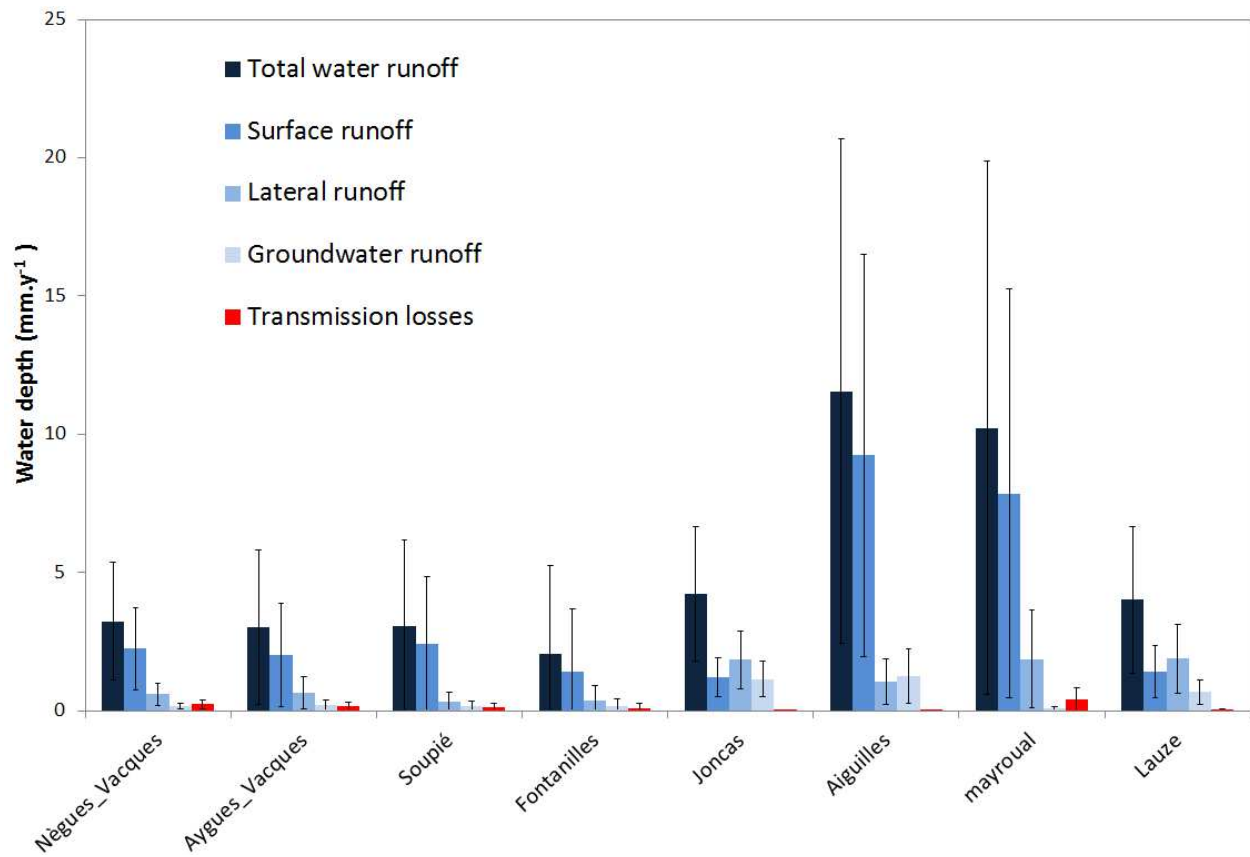 25
20
15
10
5
0
Water depth (mm.y⁻¹ )
Total water runoff
Surface runoff
Lateral runoff
Groundwater runoff
Transmission losses
Nègues_Vacques
Aygues_Vacques
Soupié
Fontanilles
Joncas
Aiguilles
mayroual
Lauze